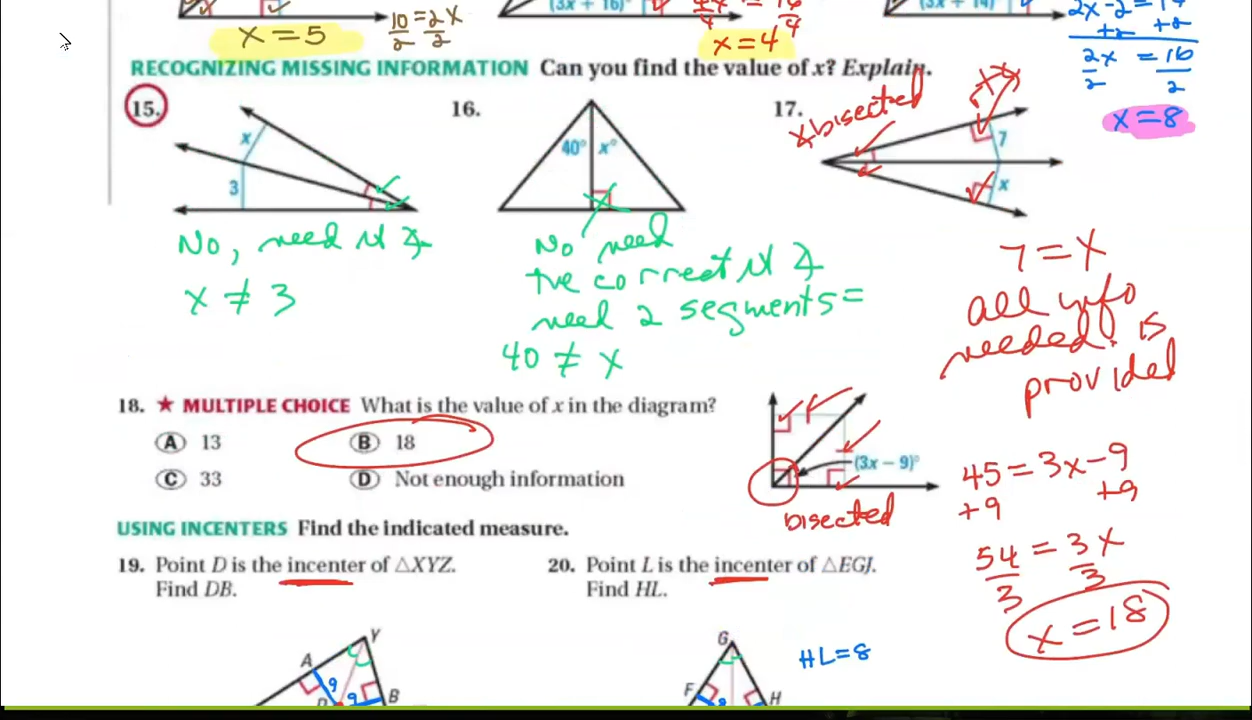 (3x + 16)°
(3x + 14)°
x = 5
10 = 2x
2 2
4 4
x = 4
+2 +2
2x = 16
2 2
x = 8
RECOGNIZING MISSING INFORMATION Can you find the value of x? Explain.
15.
x
3
No, need rt ∡
x ≠ 3
16.
40° x°
No need
the correct rt ∡
need 2 segments =
40 ≠ x
17.
∡ bisected
rt ∡
7
x
7 = x
all info
needed is
provided
18. ★ MULTIPLE CHOICE What is the value of x in the diagram?
A 13
B 18
C 33
D Not enough information
(3x − 9)°
bisected
45 = 3x − 9
+9 +9
54 = 3x
3 3
x = 18
USING INCENTERS Find the indicated measure.
19. Point D is the incenter of △XYZ.
Find DB.
Y
A
9
9
B
20. Point L is the incenter of △EGJ.
Find HL.
G
HL = 8
F
H